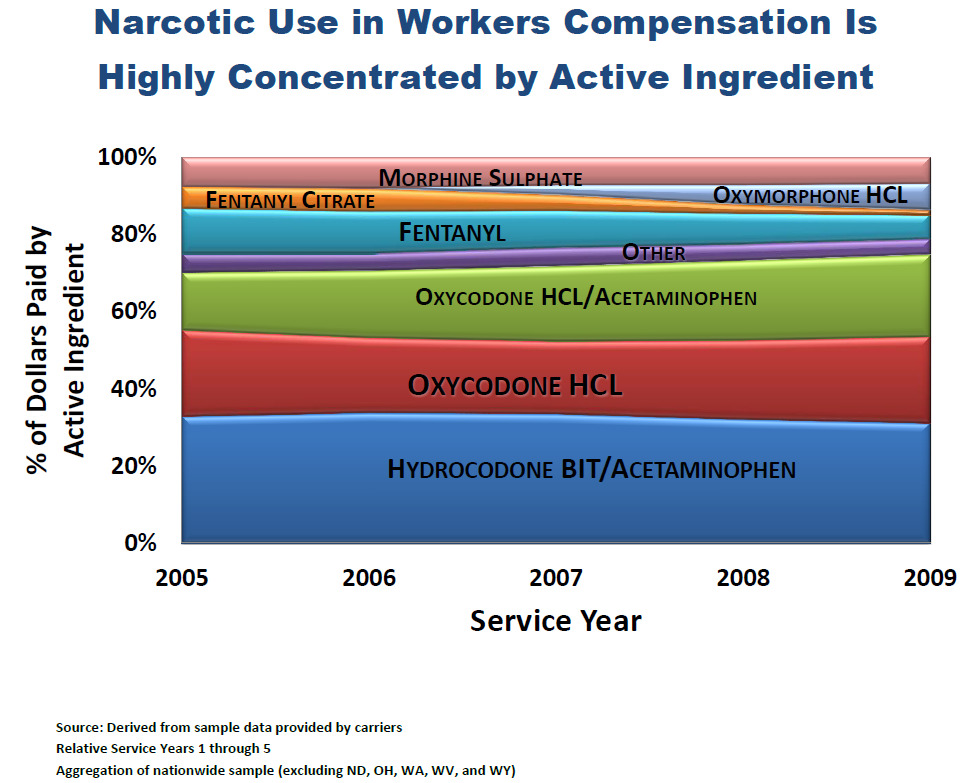 Narcotic Use in Workers Compensation Is
Highly Concentrated by Active Ingredient
% of Dollars Paid by
Active Ingredient
100%
80%
60%
40%
20%
0%
MORPHINE SULPHATE
OXYMORPHONE HCL
FENTANYL CITRATE
FENTANYL
OTHER
OXYCODONE HCL/ACETAMINOPHEN
OXYCODONE HCL
HYDROCODONE BIT/ACETAMINOPHEN
2005 2006 2007 2008 2009
Service Year
Source: Derived from sample data provided by carriers
Relative Service Years 1 through 5
Aggregation of nationwide sample (excluding ND, OH, WA, WV, and WY)